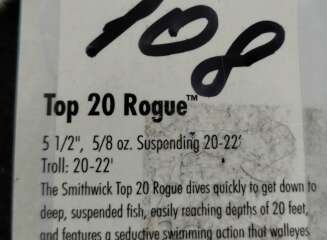 108
Top 20 Rogue™
5 1/2", 5/8 oz. Suspending 20-22'
Troll: 20-22'
The Smithwick Top 20 Rogue dives quickly to get down to
deep, suspended fish, easily reaching depths of 20 feet,
and features a seductive swimming action that walleyes